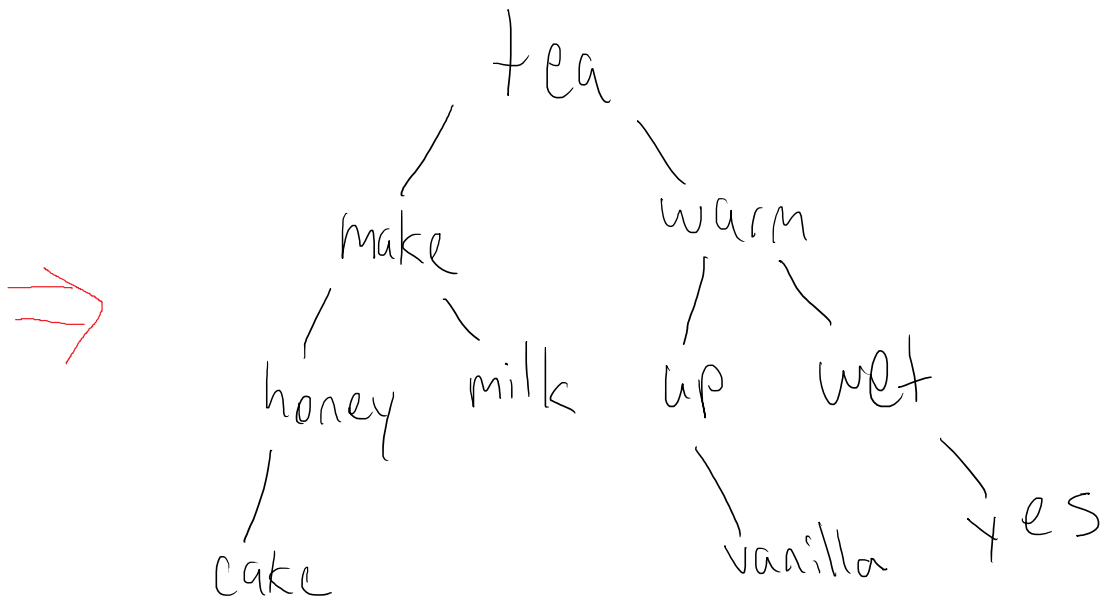 tea
make warm
honey milk up wet
cake vanilla yes